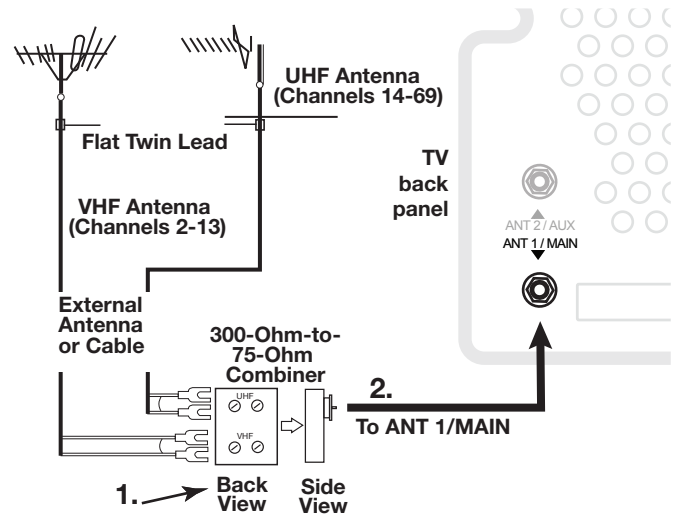 UHF Antenna
(Channels 14-69)
Flat Twin Lead
TV
back
panel
VHF Antenna
(Channels 2-13)
ANT 2 / AUX
ANT 1 / MAIN
External
Antenna
or Cable
300-Ohm-to-
75-Ohm
Combiner
UHF
VHF
2.
To ANT 1/MAIN
1.
Back
View
Side
View